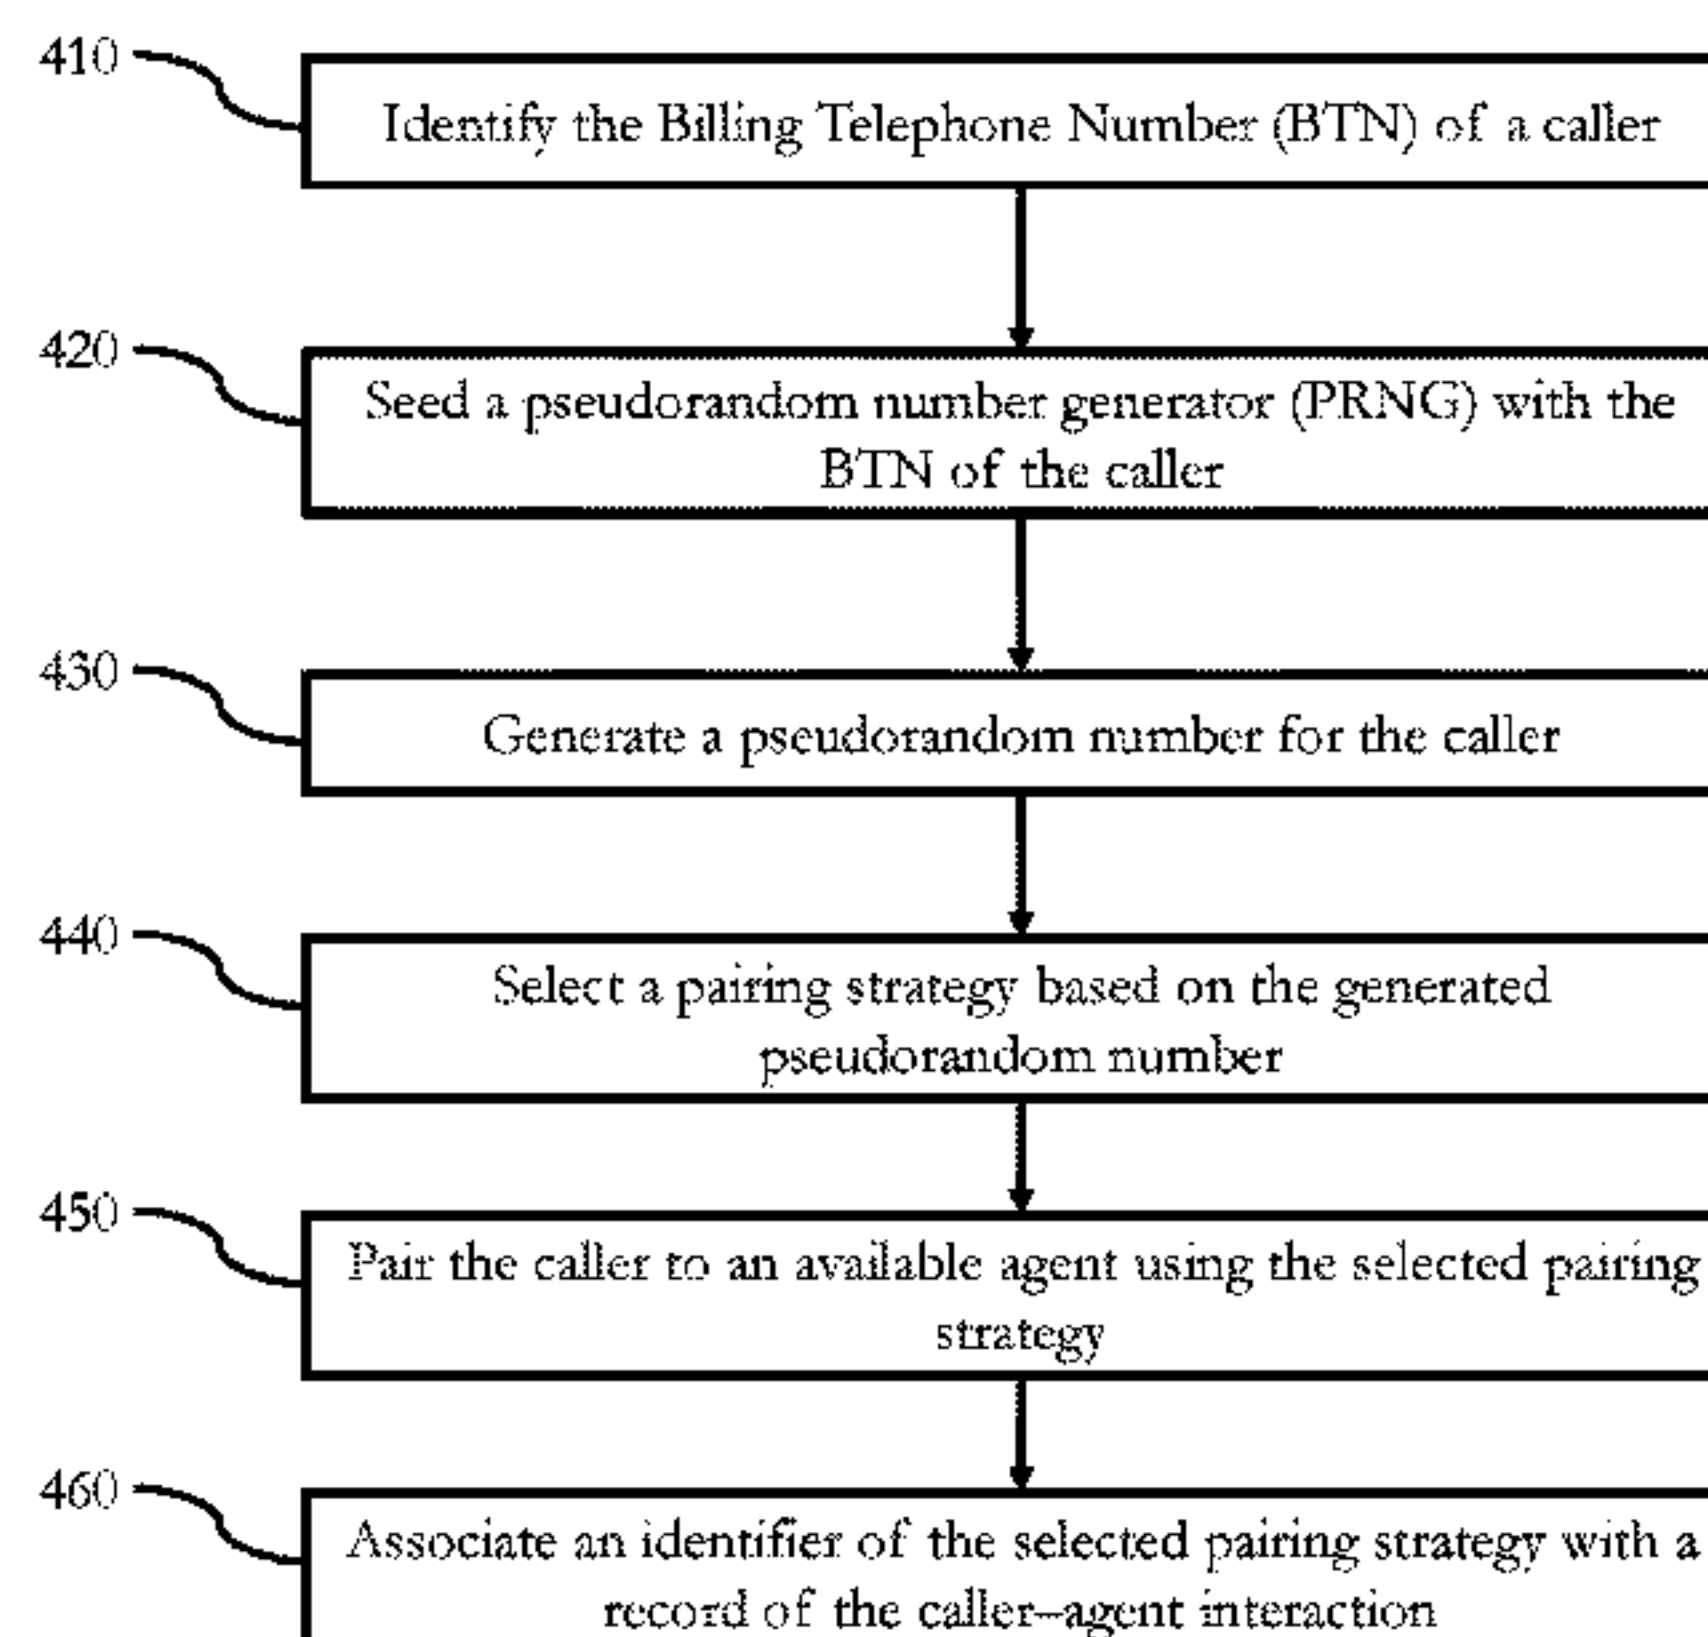 410
Identify the Billing Telephone Number (BTN) of a caller
420
Seed a pseudorandom number generator (PRNG) with the
BTN of the caller
430
Generate a pseudorandom number for the caller
440
Select a pairing strategy based on the generated
pseudorandom number
450
Pair the caller to an available agent using the selected pairing
strategy
460
Associate an identifier of the selected pairing strategy with a
record of the caller–agent interaction